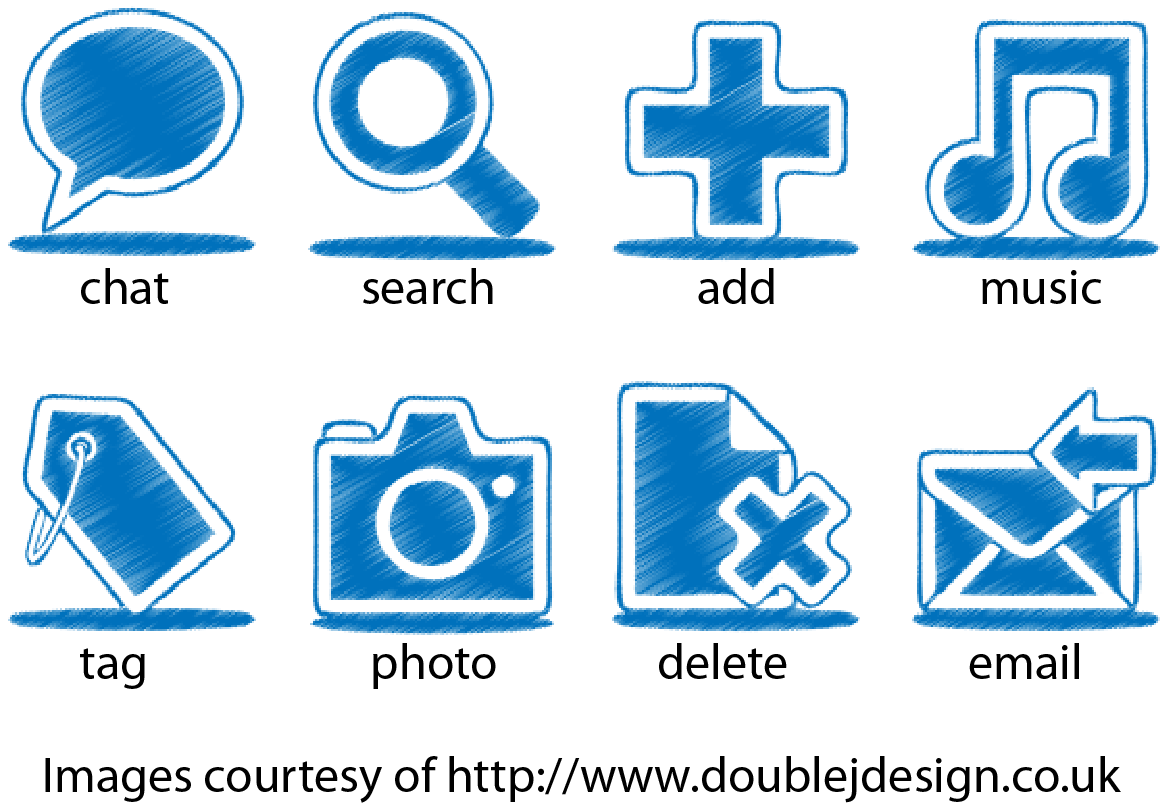 chat search add music
tag photo delete email
Images courtesy of http://www.doublejdesign.co.uk